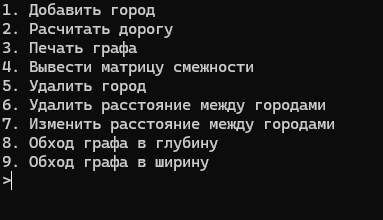 1. Добавить город
2. Расчитать дорогу
3. Печать графа
4. Вывести матрицу смежности
5. Удалить город
6. Удалить расстояние между городами
7. Изменить расстояние между городами
8. Обход графа в глубину
9. Обход графа в ширину
>